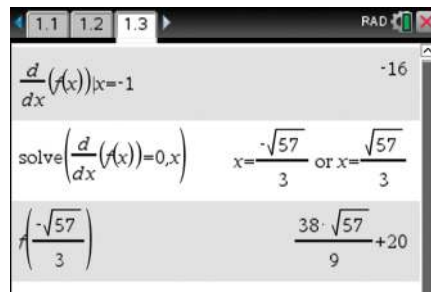 1.1 1.2 1.3 RAD
d/dx(f(x))|x=-1 -16
solve(d/dx(f(x))=0,x) x=-√57/3 or x=√57/3
f(-√57/3) 38·√57/9+20